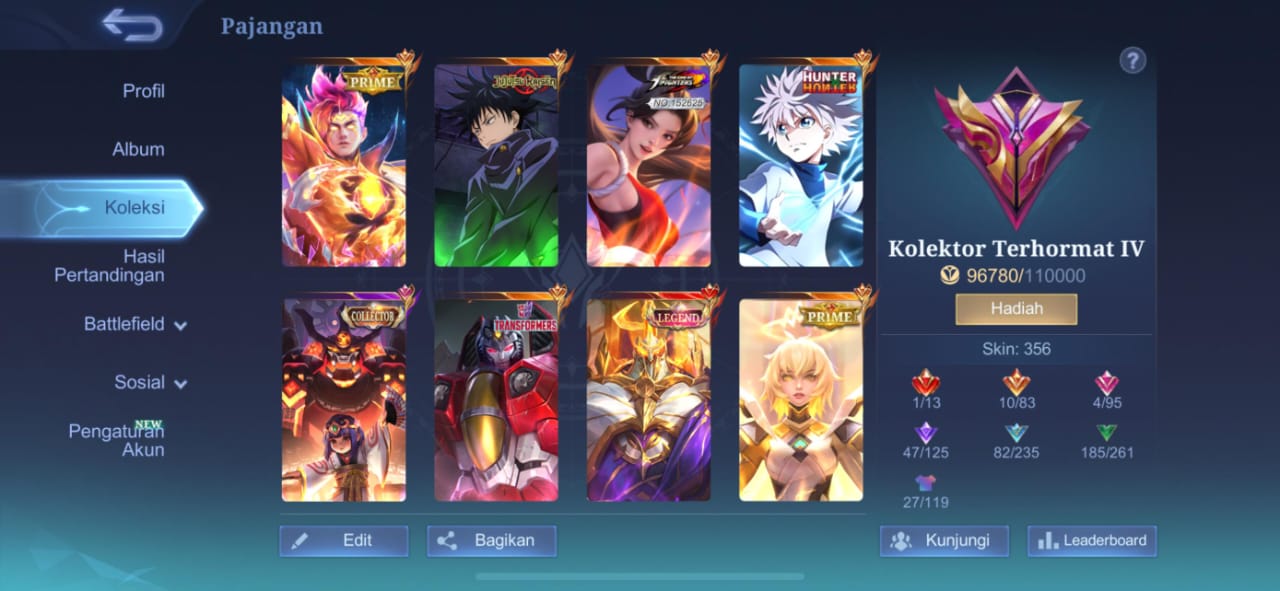 Pajangan
?
Profil
Album
Koleksi
Hasil
Pertandingan
Battlefield
Sosial
NEW
Pengaturan
Akun
PRIME
JUJUTSU KAISEN
THE KING OF
FIGHTERS
NO.152625
HUNTER
HUNTER
COLLECTOR
TRANSFORMERS
LEGEND
PRIME
Kolektor Terhormat IV
96780/110000
Hadiah
Skin: 356
1/13 10/83 4/95
47/125 82/235 185/261
27/119
Edit Bagikan Kunjungi Leaderboard